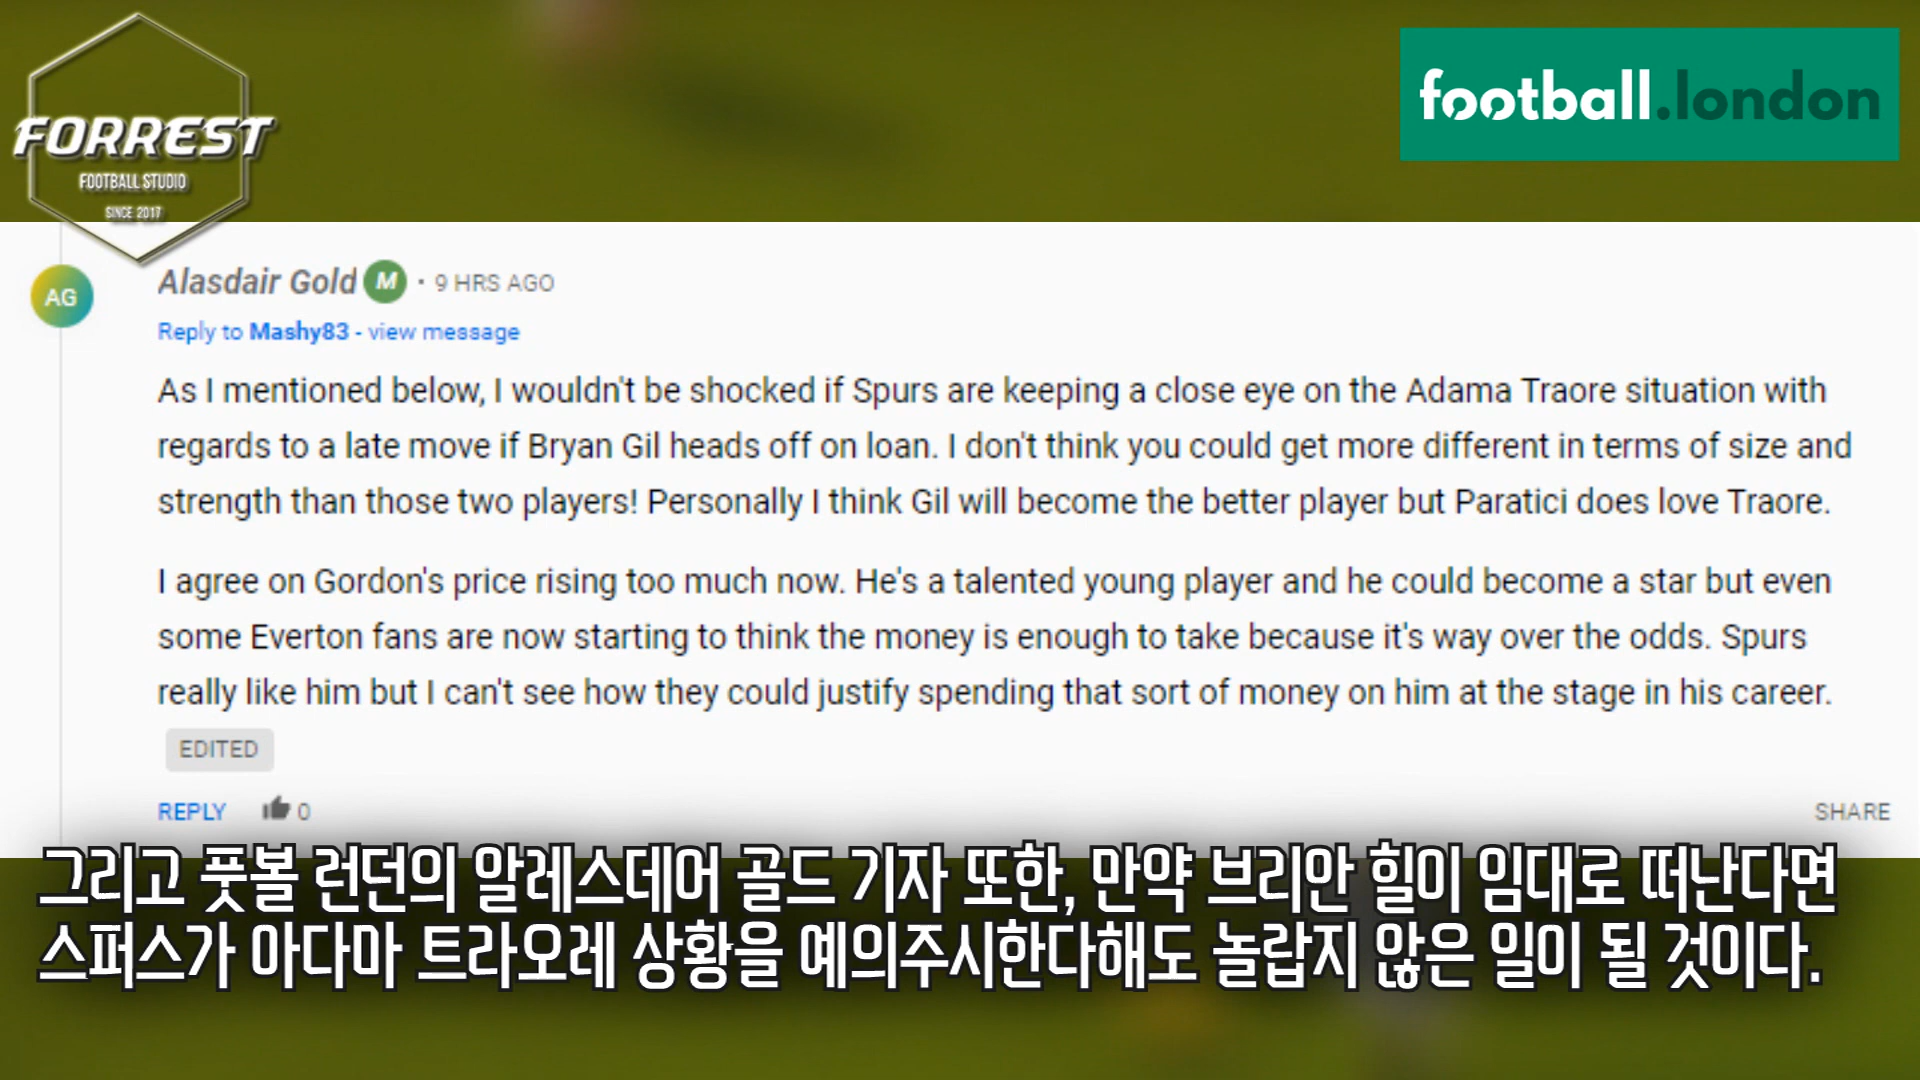 FORREST
FOOTBALL STUDIO
SINCE 2017
football.london
AG
Alasdair Gold M · 9 HRS AGO
Reply to Mashy83 - view message
As I mentioned below, I wouldn't be shocked if Spurs are keeping a close eye on the Adama Traore situation with
regards to a late move if Bryan Gil heads off on loan. I don't think you could get more different in terms of size and
strength than those two players! Personally I think Gil will become the better player but Paratici does love Traore.
I agree on Gordon's price rising too much now. He's a talented young player and he could become a star but even
some Everton fans are now starting to think the money is enough to take because it's way over the odds. Spurs
really like him but I can't see how they could justify spending that sort of money on him at the stage in his career.
EDITED
REPLY 0 SHARE
그리고 풋볼 런던의 알레스데어 골드 기자 또한, 만약 브리안 힐이 임대로 떠난다면
스퍼스가 아다마 트라오레 상황을 예의주시한다해도 놀랍지 않은 일이 될 것이다.